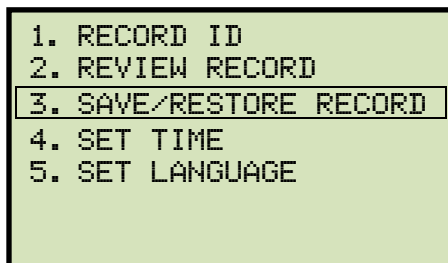 1. RECORD ID
2. REVIEW RECORD
3. SAVE/RESTORE RECORD
4. SET TIME
5. SET LANGUAGE